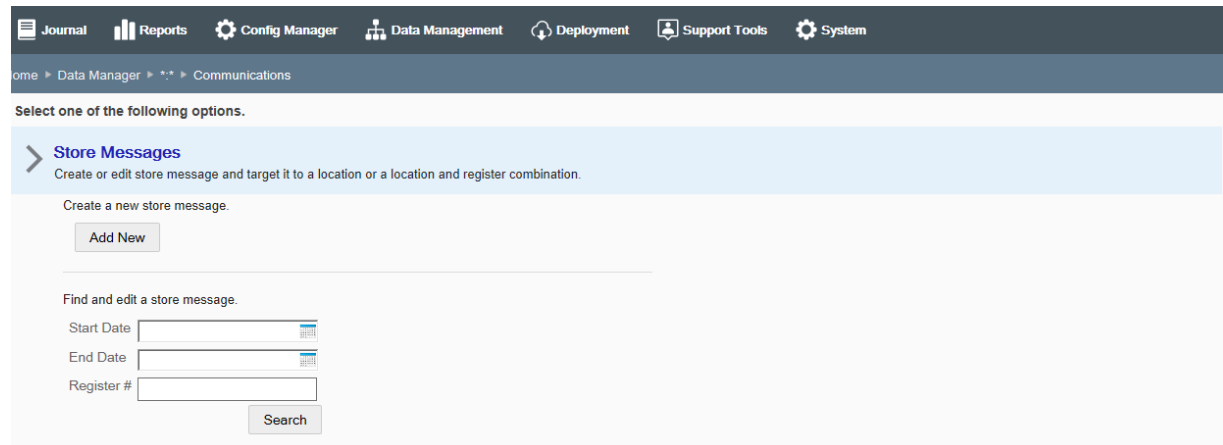 Journal Reports Config Manager Data Management Deployment Support Tools System
ome Data Manager *:* Communications
Select one of the following options.
Store Messages
Create or edit store message and target it to a location or a location and register combination.
Create a new store message.
Add New
Find and edit a store message.
Start Date
End Date
Register #
Search